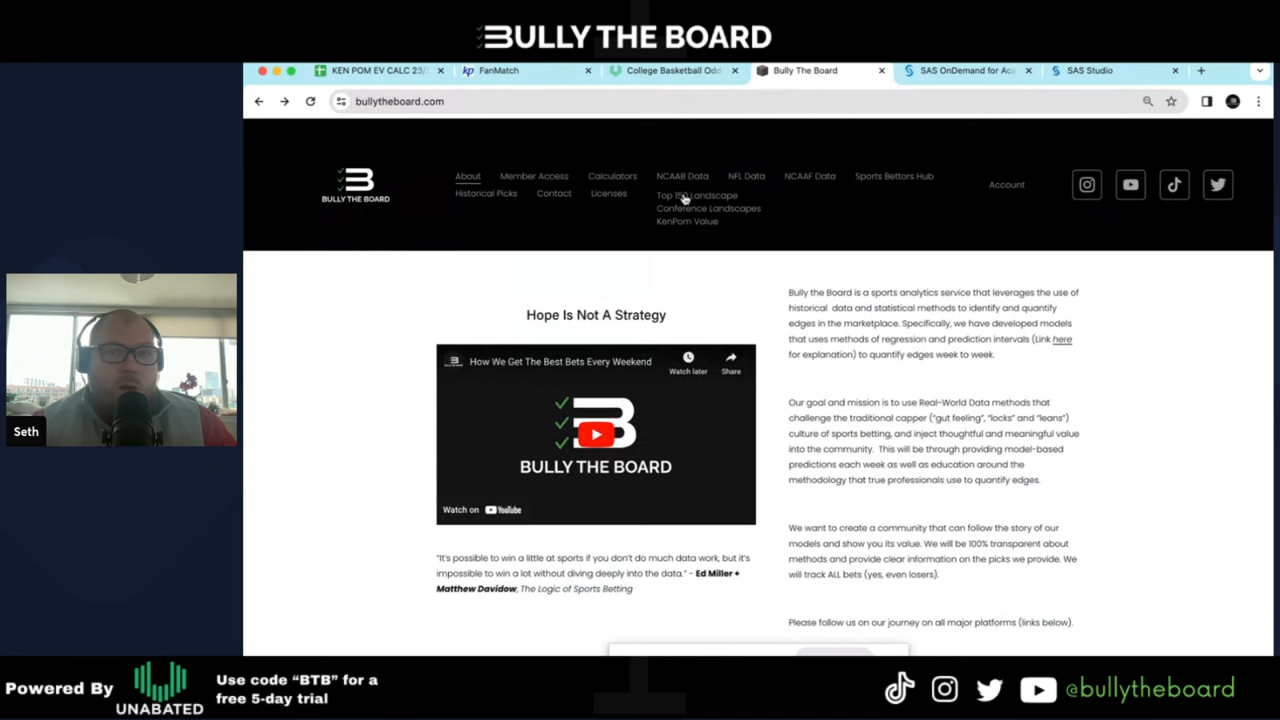 BULLY THE BOARD
KEN POM EV CALC 23/
kp FanMatch
College Basketball Odd
Bully The Board
SAS OnDemand for Aca
SAS Studio
bullytheboard.com
BULLY THE BOARD
About Member Access Calculators NCAAB Data NFL Data NCAAF Data Sports Bettors Hub
Historical Picks Contact Licenses
Top 150 Landscape
Conference Landscapes
KenPom Value
Account
Hope Is Not A Strategy
How We Get The Best Bets Every Weekend
Watch later
Share
BULLY THE BOARD
Watch on YouTube
"It's possible to win a little at sports if you don't do much data work, but it's
impossible to win a lot without diving deeply into the data." - Ed Miller +
Matthew Davidow, The Logic of Sports Betting
Bully the Board is a sports analytics service that leverages the use of
historical data and statistical methods to identify and quantify
edges in the marketplace. Specifically, we have developed models
that uses methods of regression and prediction intervals (Link here
for explanation) to quantify edges week to week.
Our goal and mission is to use Real-World Data methods that
challenge the traditional capper ("gut feeling", "locks" and "leans")
culture of sports betting, and inject thoughtful and meaningful value
into the community. This will be through providing model-based
predictions each week as well as education around the
methodology that true professionals use to quantify edges.
We want to create a community that can follow the story of our
models and show you its value. We will be 100% transparent about
methods and provide clear information on the picks we provide. We
will track ALL bets (yes, even losers).
Please follow us on our journey on all major platforms (links below).
Seth
Powered By
UNABATED
Use code "BTB" for a
free 5-day trial
@bullytheboard